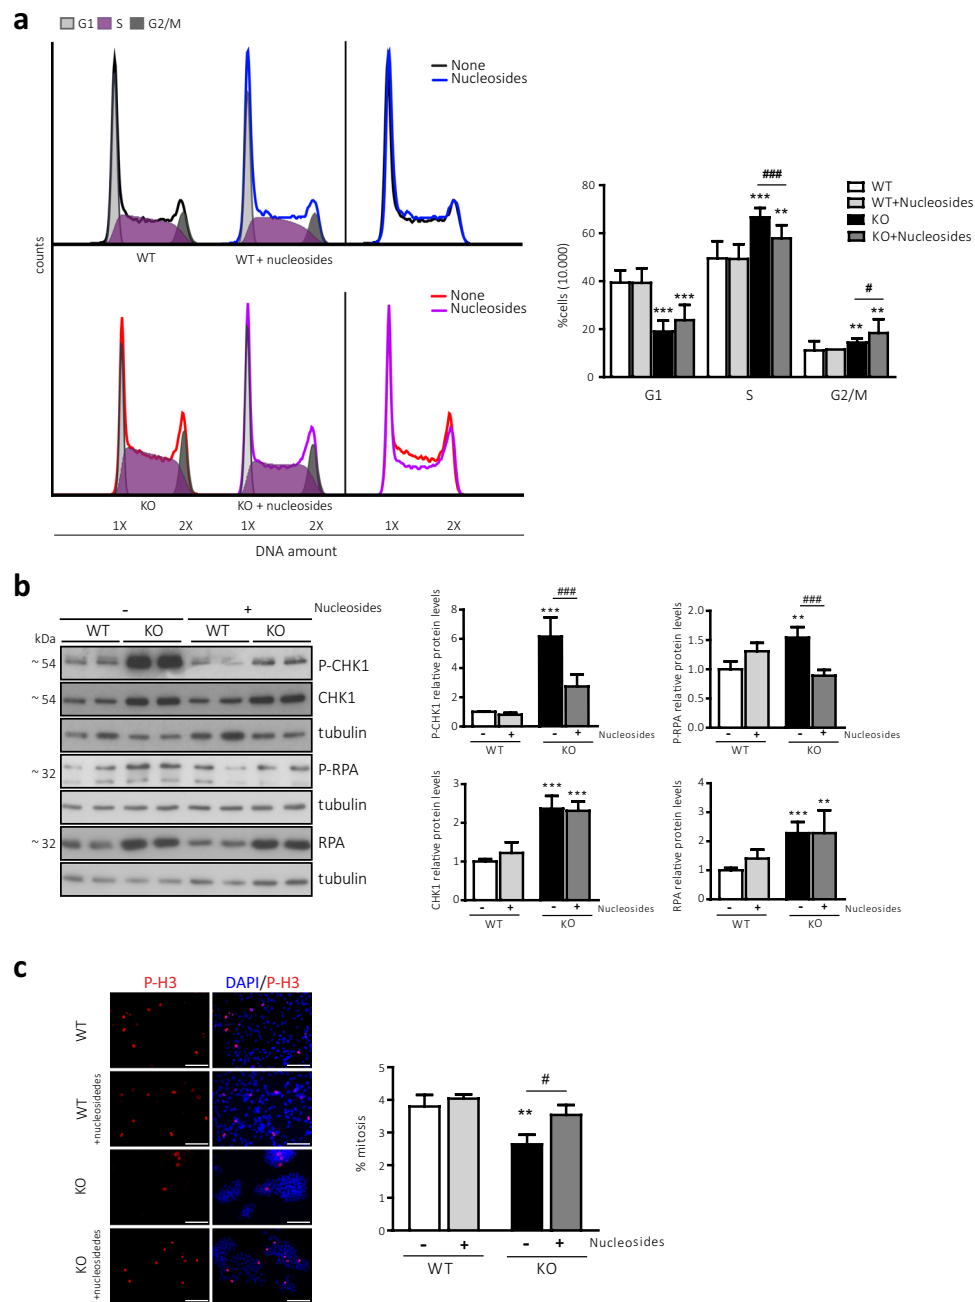 a
G1 S G2/M
None
Nucleosides
counts
WT
WT + nucleosides
None
Nucleosides
KO
KO + nucleosides
1X 2X 1X 2X 1X 2X
DNA amount
WT
WT+Nucleosides
KO
KO+Nucleosides
%cells (10.000)
80
60
40
20
0
***
***
***
**
###
**
**
#
G1 S G2/M
b
- + Nucleosides
kDa WT KO WT KO
~ 54 P-CHK1
~ 54 CHK1
tubulin
~ 32 P-RPA
tubulin
~ 32 RPA
tubulin
P-CHK1 relative protein levels
8
6
4
2
0
***
###
- + - + Nucleosides
WT KO
P-RPA relative protein levels
2.0
1.5
1.0
0.5
0.0
**
###
- + - + Nucleosides
WT KO
CHK1 relative protein levels
3
2
1
0
*** ***
- + - + Nucleosides
WT KO
RPA relative protein levels
4
3
2
1
0
*** **
- + - + Nucleosides
WT KO
c
P-H3 DAPI/P-H3
WT
WT
+nucleosidedes
KO
KO
+nucleosidedes
% mitosis
5
4
3
2
1
0
**
#
- + - + Nucleosides
WT KO